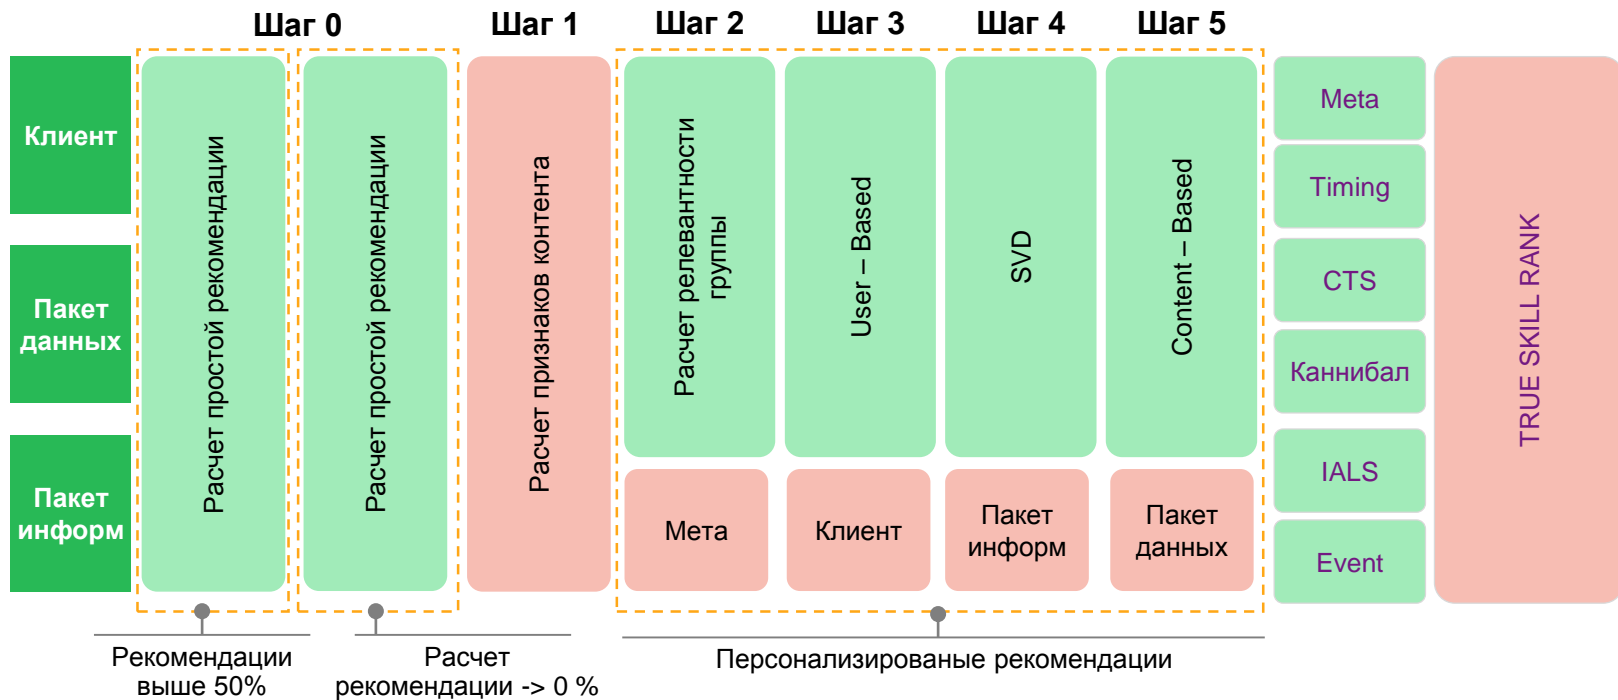 Шаг 0
Шаг 1
Шаг 2
Шаг 3
Шаг 4
Шаг 5
Клиент
Пакет
данных
Пакет
информ
Расчет простой рекомендации
Расчет простой рекомендации
Расчет признаков контента
Расчет релевантности
группы
User – Based
SVD
Content – Based
Мета
Клиент
Пакет
информ
Пакет
данных
Meta
Timing
CTS
Каннибал
IALS
Event
TRUE SKILL RANK
Рекомендации
выше 50%
Расчет
рекомендации -> 0 %
Персонализированые рекомендации